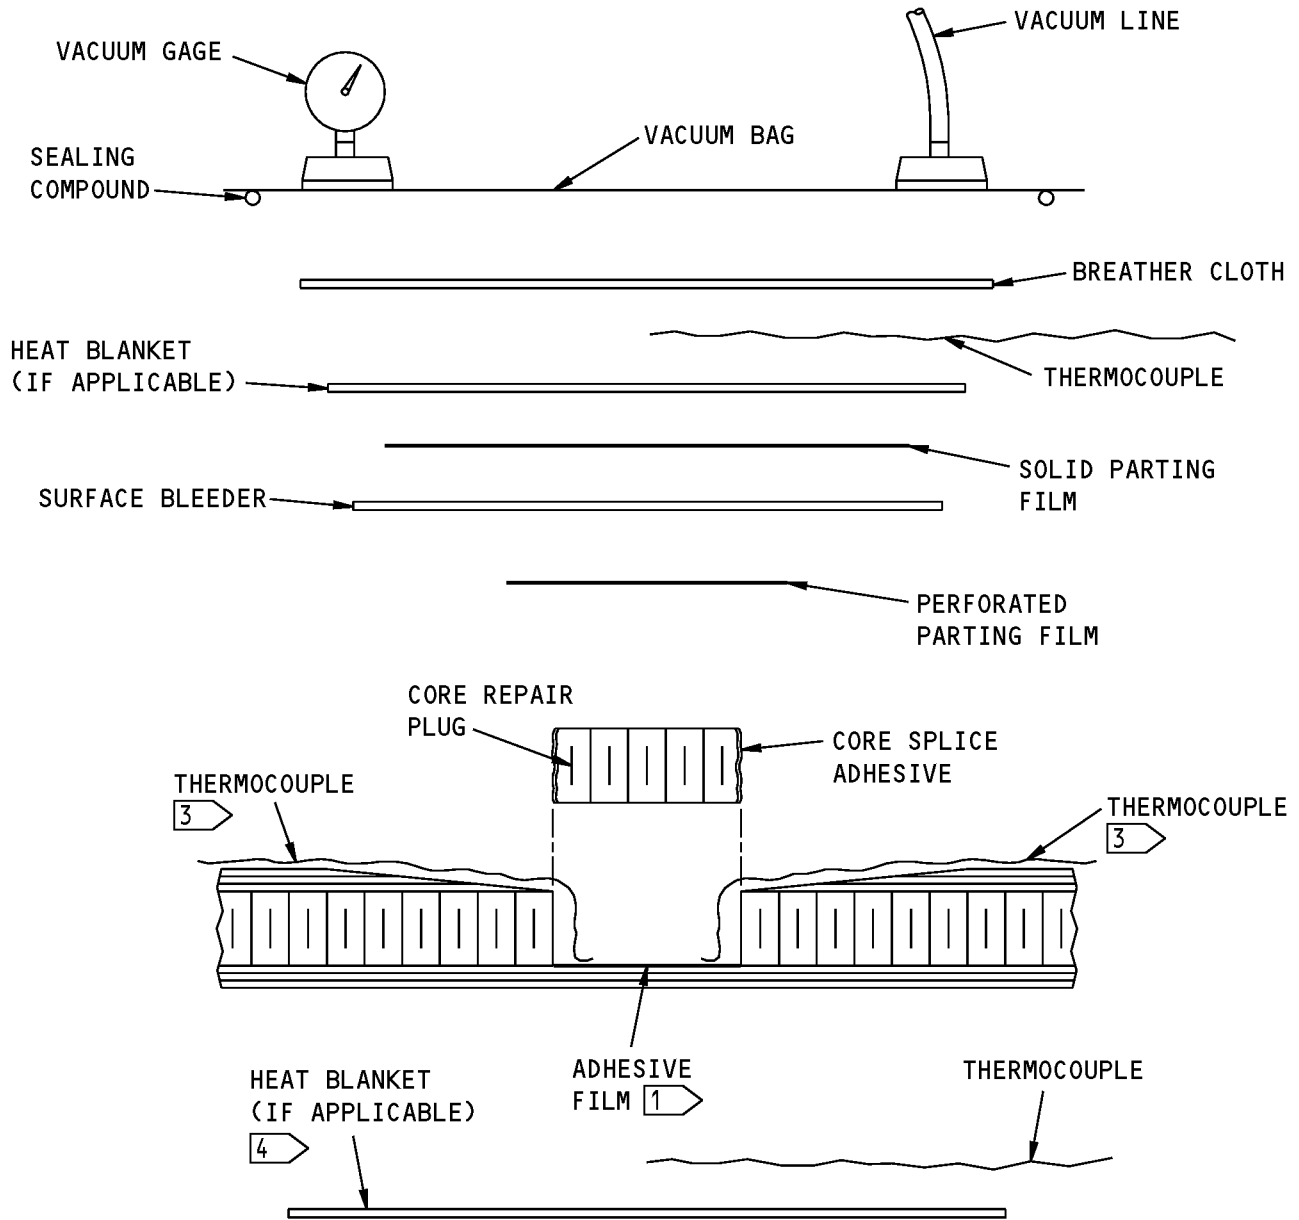 VACUUM LINE
VACUUM GAGE
VACUUM BAG
SEALING
COMPOUND
BREATHER CLOTH
HEAT BLANKET
(IF APPLICABLE)
THERMOCOUPLE
SOLID PARTING
FILM
SURFACE BLEEDER
PERFORATED
PARTING FILM
CORE REPAIR
PLUG
CORE SPLICE
ADHESIVE
THERMOCOUPLE
3
THERMOCOUPLE
3
ADHESIVE
FILM 1
THERMOCOUPLE
HEAT BLANKET
(IF APPLICABLE)
4